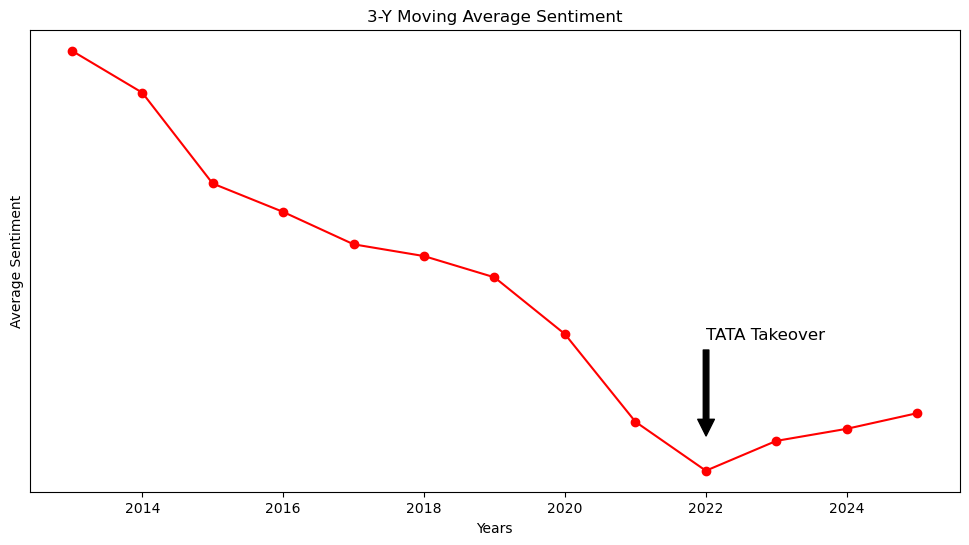 3-Y Moving Average Sentiment
Average Sentiment
TATA Takeover
2014 2016 2018 2020 2022 2024
Years